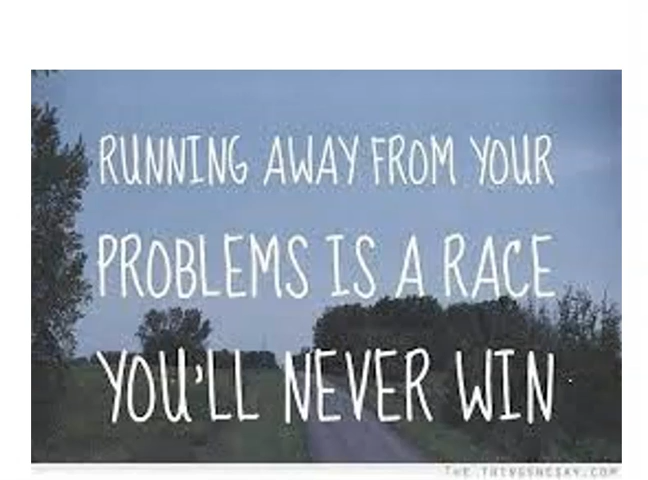 RUNNING AWAY FROM YOUR
PROBLEMS IS A RACE
YOU'LL NEVER WIN
THE THINGSWESAY.COM